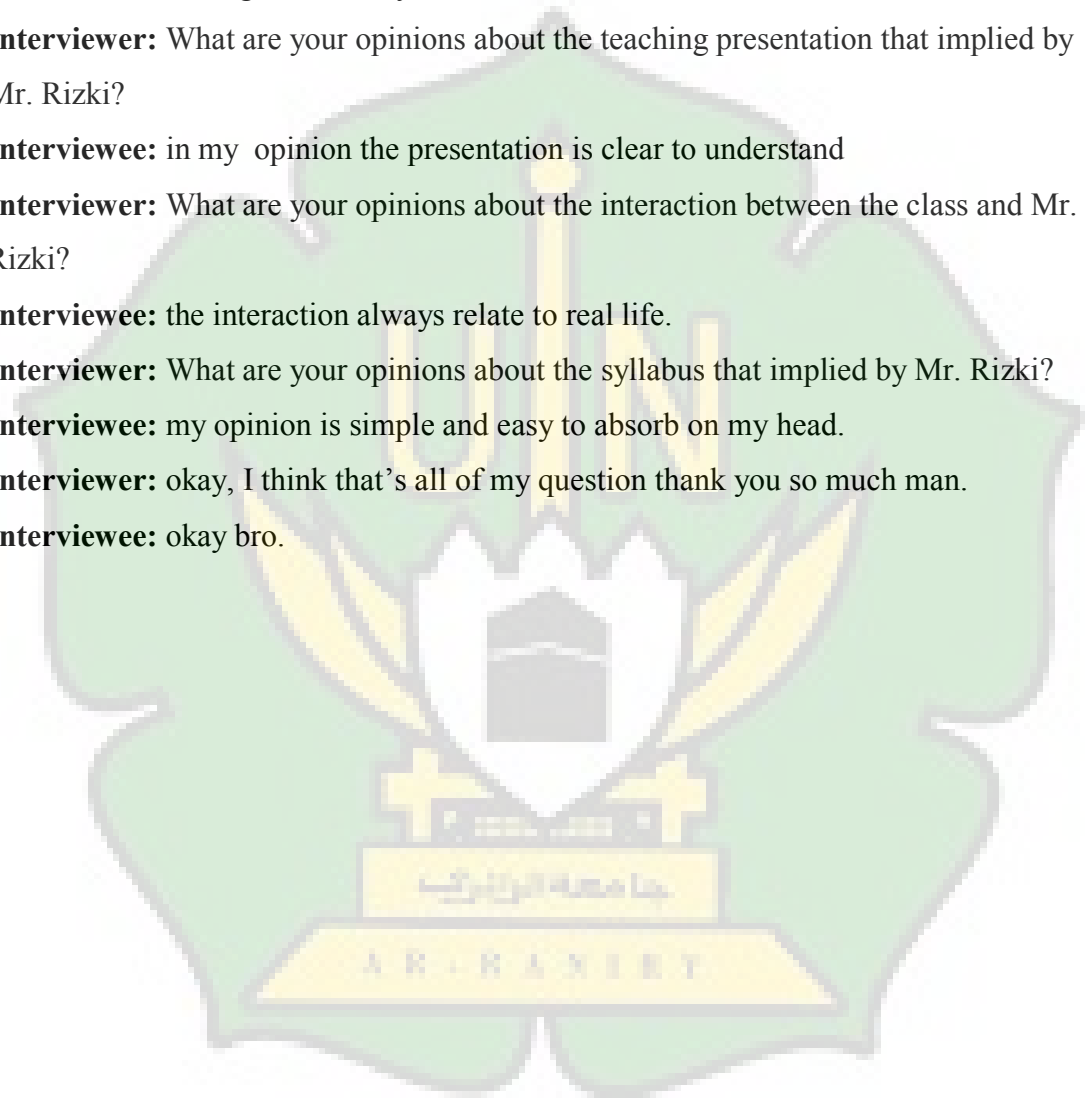 nterviewer: What are your opinions about the teaching presentation that implied by
Mr. Rizki?
nterviewee: in my opinion the presentation is clear to understand
nterviewer: What are your opinions about the interaction between the class and Mr.
Rizki?
nterviewee: the interaction always relate to real life.
nterviewer: What are your opinions about the syllabus that implied by Mr. Rizki?
nterviewee: my opinion is simple and easy to absorb on my head.
nterviewer: okay, I think that’s all of my question thank you so much man.
nterviewee: okay bro.
UIN
جامعة الرانيري
AR-RANIRY